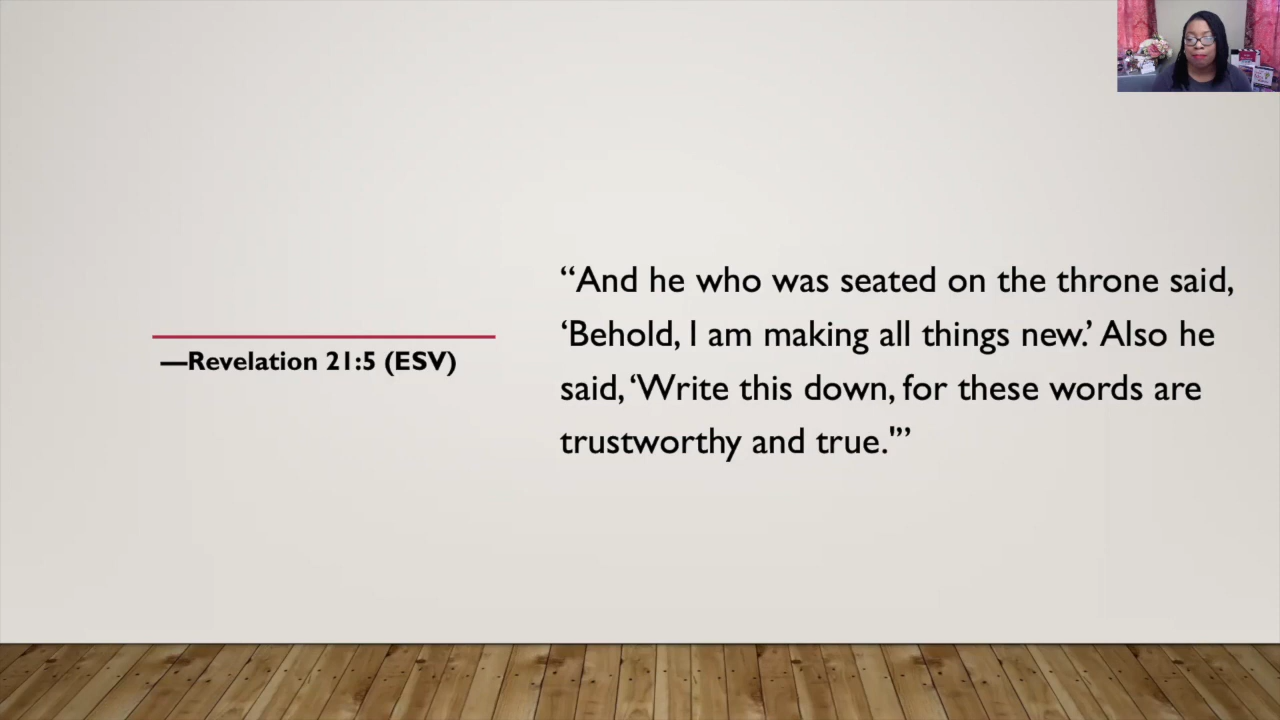 —Revelation 21:5 (ESV)
“And he who was seated on the throne said,
‘Behold, I am making all things new.’ Also he
said, ‘Write this down, for these words are
trustworthy and true.'”